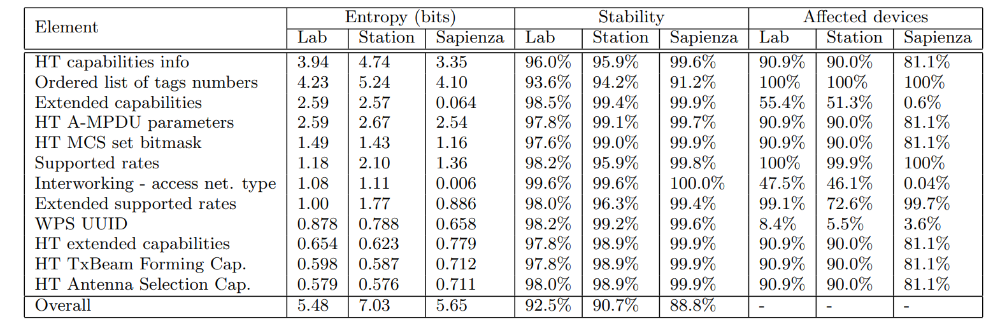 Element Entropy (bits) Stability Affected devices
Lab Station Sapienza Lab Station Sapienza Lab Station Sapienza
HT capabilities info 3.94 4.74 3.35 96.0% 95.9% 99.6% 90.9% 90.0% 81.1%
Ordered list of tags numbers 4.23 5.24 4.10 93.6% 94.2% 91.2% 100% 100% 100%
Extended capabilities 2.59 2.57 0.064 98.5% 99.4% 99.9% 55.4% 51.3% 0.6%
HT A-MPDU parameters 2.59 2.67 2.54 97.8% 99.1% 99.7% 90.9% 90.0% 81.1%
HT MCS set bitmask 1.49 1.43 1.16 97.6% 99.0% 99.9% 90.9% 90.0% 81.1%
Supported rates 1.18 2.10 1.36 98.2% 95.9% 99.8% 100% 99.9% 100%
Interworking - access net. type 1.08 1.11 0.006 99.6% 99.6% 100.0% 47.5% 46.1% 0.04%
Extended supported rates 1.00 1.77 0.886 98.0% 96.3% 99.4% 99.1% 72.6% 99.7%
WPS UUID 0.878 0.788 0.658 98.2% 99.2% 99.6% 8.4% 5.5% 3.6%
HT extended capabilities 0.654 0.623 0.779 97.8% 98.9% 99.9% 90.9% 90.0% 81.1%
HT TxBeam Forming Cap. 0.598 0.587 0.712 97.8% 98.9% 99.9% 90.9% 90.0% 81.1%
HT Antenna Selection Cap. 0.579 0.576 0.711 98.0% 98.9% 99.9% 90.9% 90.0% 81.1%
Overall 5.48 7.03 5.65 92.5% 90.7% 88.8% - - -